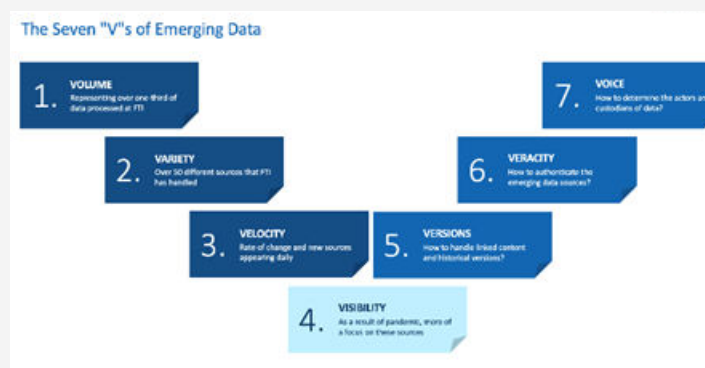 The Seven "V"s of Emerging Data
1.
VOLUME
Representing over one-third of
data processed at FTI
2.
VARIETY
Over 50 different sources that FTI
has handled
3.
VELOCITY
Rate of change and new sources
appearing daily
4.
VISIBILITY
As a result of pandemic, more of
a focus on these sources
5.
VERSIONS
How to handle linked content
and historical versions?
6.
VERACITY
How to authenticate the
emerging data sources?
7.
VOICE
How to determine the actors an
custodians of data?